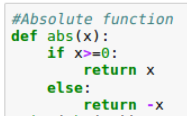 #Absolute function
def abs(x):
    if x>=0:
        return x
    else:
        return -x